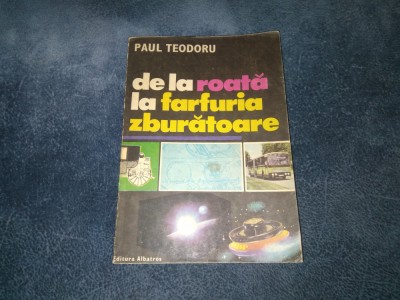 PAUL TEODORU
de la roată
la farfuria
zburătoare
Editura Albatros